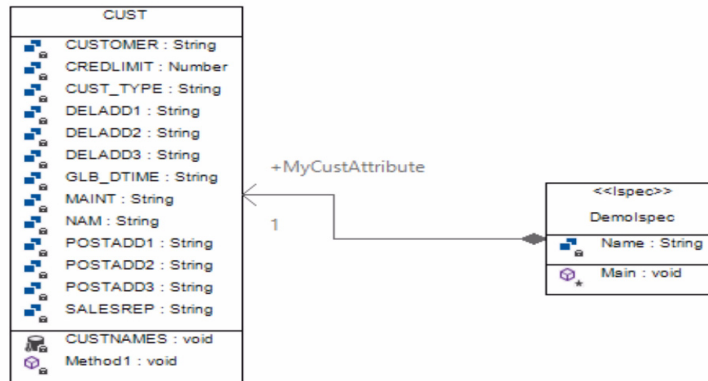 CUST
CUSTOMER : String
CREDLIMIT : Number
CUST_TYPE : String
DELADD1 : String
DELADD2 : String
DELADD3 : String
GLB_DTIME : String
MAINT : String
NAM : String
POSTADD1 : String
POSTADD2 : String
POSTADD3 : String
SALESREP : String
CUSTNAMES : void
Method1 : void
+MyCustAttribute
1
<<Ispec>>
DemoIspec
Name : String
Main : void